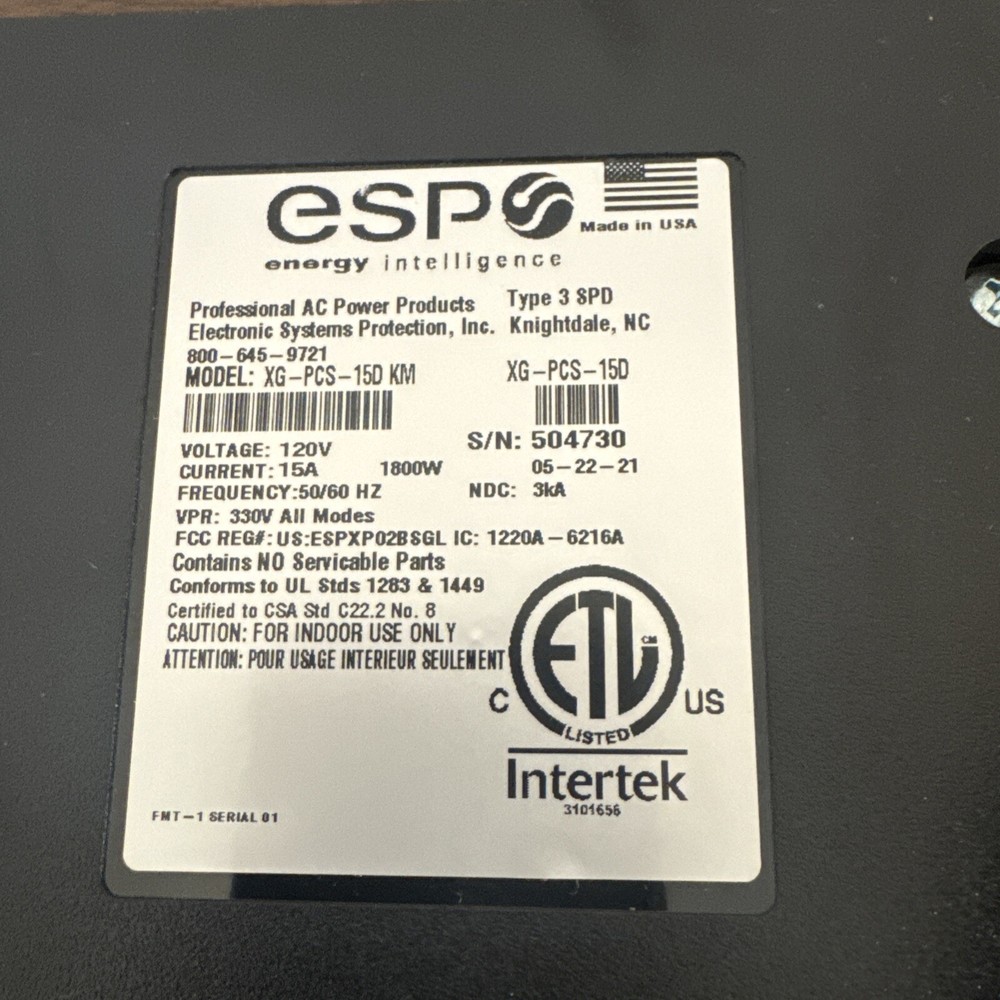 esp
Made in USA
energy intelligence
Professional AC Power Products Type 3 SPD
Electronic Systems Protection, Inc. Knightdale, NC
800-645-9721
MODEL: XG-PCS-15D KM XG-PCS-15D
S/N: 504730
VOLTAGE: 120V
CURRENT: 15A 1800W 05-22-21
FREQUENCY:50/60 HZ NDC: 3kA
VPR: 330V All Modes
FCC REG#: US:ESPXP02BSGL IC: 1220A-6216A
Contains NO Servicable Parts
Conforms to UL Stds 1283 & 1449
Certified to CSA Std C22.2 No. 8
CAUTION: FOR INDOOR USE ONLY
ATTENTION: POUR USAGE INTERIEUR SEULEMENT
ETL CM
C US
LISTED
Intertek
3101656
FMT-1 SERIAL 01